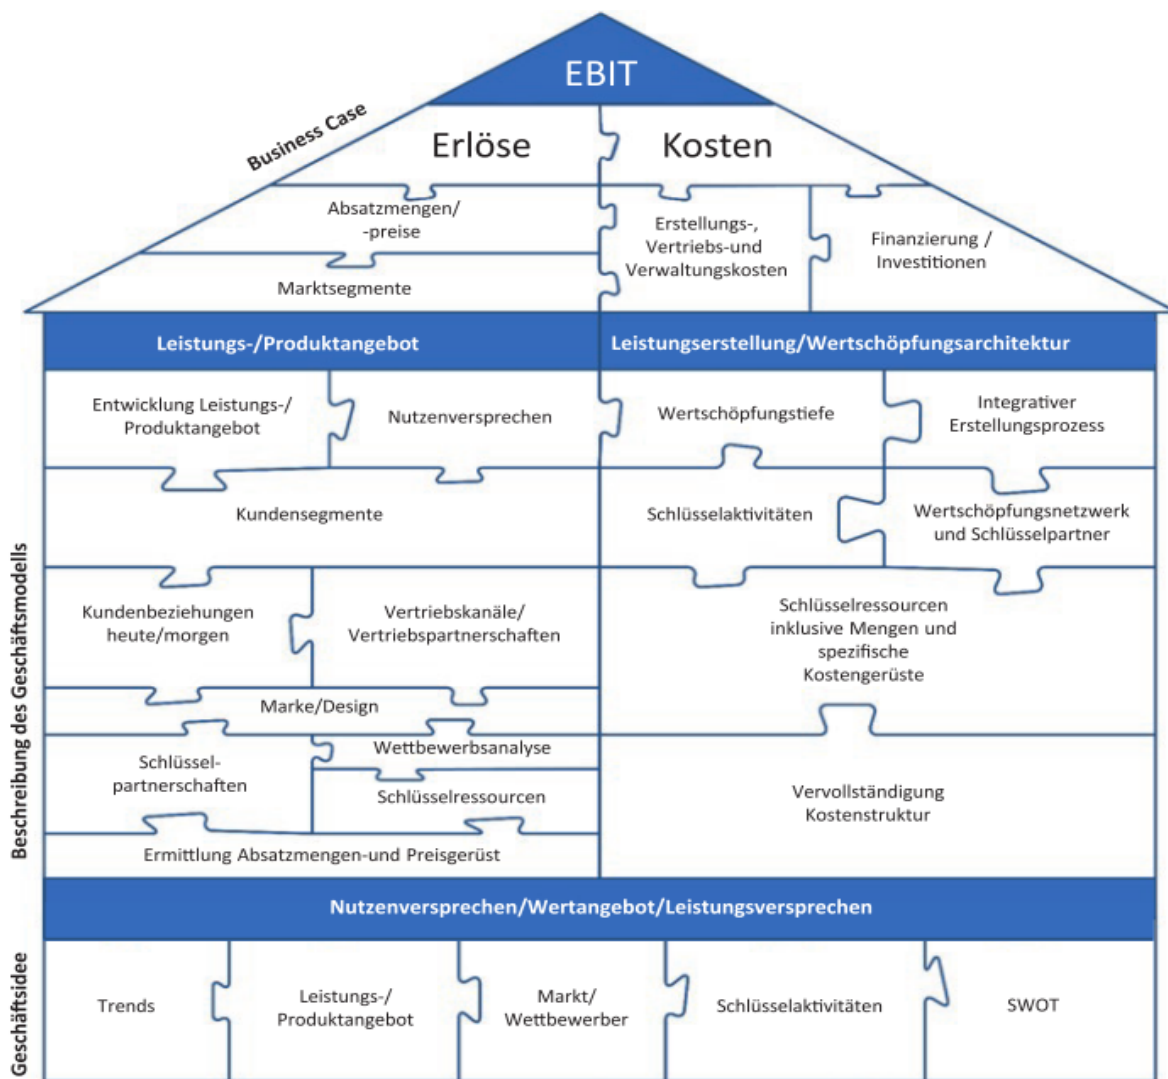 EBIT
Business Case
Erlöse
Kosten
Absatzmengen/
-preise
Erstellungs-,
Vertriebs-und
Verwaltungskosten
Finanzierung /
Investitionen
Marktsegmente
Leistungs-/Produktangebot
Leistungserstellung/Wertschöpfungsarchitektur
Beschreibung des Geschäftsmodells
Entwicklung Leistungs-/
Produktangebot
Nutzenversprechen
Wertschöpfungstiefe
Integrativer
Erstellungsprozess
Kundensegmente
Schlüsselaktivitäten
Wertschöpfungsnetzwerk
und Schlüsselpartner
Kundenbeziehungen
heute/morgen
Vertriebskanäle/
Vertriebspartnerschaften
Schlüsselressourcen
inklusive Mengen und
spezifische
Kostengerüste
Marke/Design
Schlüssel-
partnerschaften
Wettbewerbsanalyse
Schlüsselressourcen
Vervollständigung
Kostenstruktur
Ermittlung Absatzmengen-und Preisgerüst
Nutzenversprechen/Wertangebot/Leistungsversprechen
Geschäftsidee
Trends
Leistungs-/
Produktangebot
Markt/
Wettbewerber
Schlüsselaktivitäten
SWOT